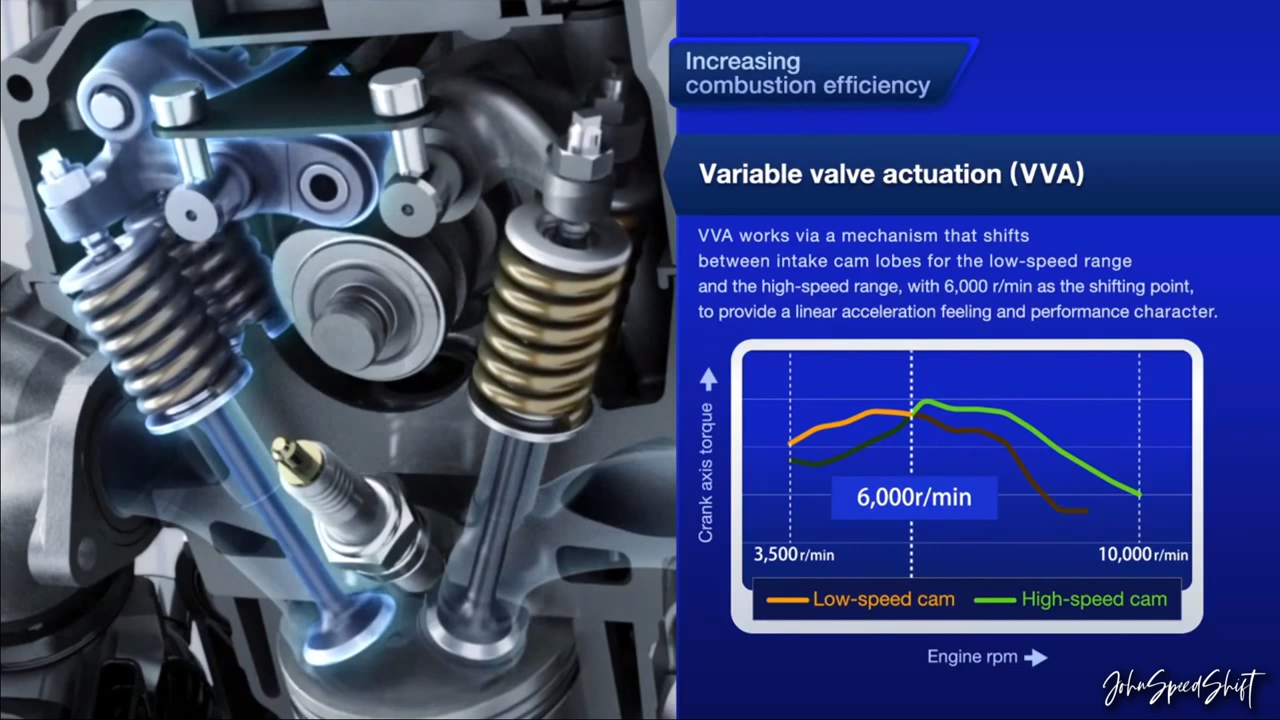 Increasing
combustion efficiency
Variable valve actuation (VVA)
VVA works via a mechanism that shifts
between intake cam lobes for the low-speed range
and the high-speed range, with 6,000 r/min as the shifting point,
to provide a linear acceleration feeling and performance character.
Crank axis torque
6,000r/min
3,500r/min
10,000r/min
Low-speed cam
High-speed cam
Engine rpm
JohnSpeedShift